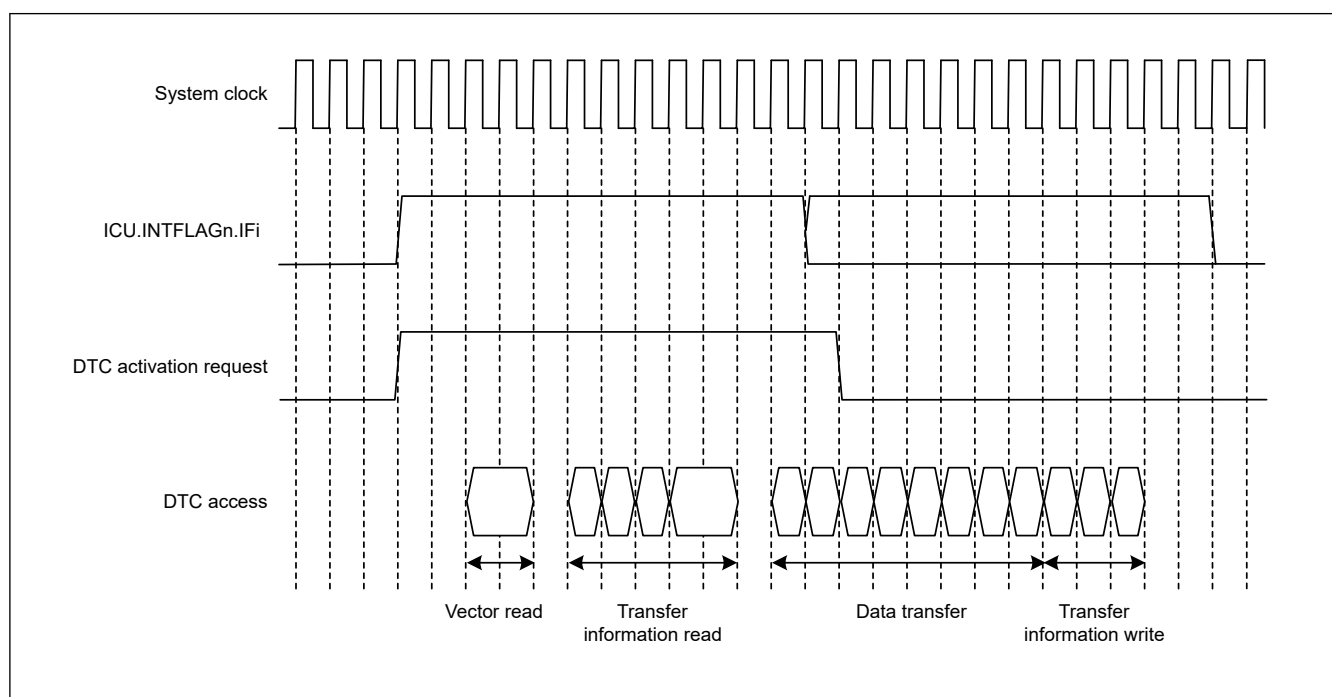 System clock
ICU.INTFLAGn.IFi
DTC activation request
DTC access
Vector read
Transfer
information read
Data transfer
Transfer
information write